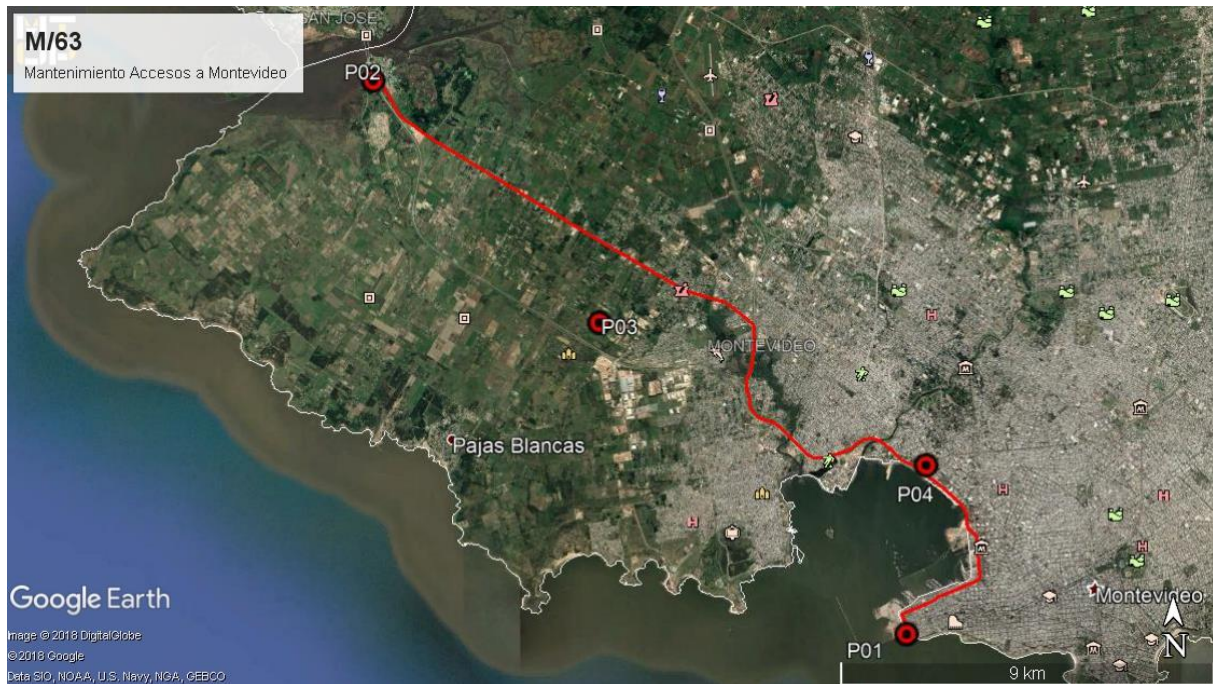 SAN JOSE
M/63
Mantenimiento Accesos a Montevideo
P02
P03
MONTEVIDEO
Pajas Blancas
P04
Google Earth
Montevideo
Image © 2018 DigitalGlobe
© 2018 Google
Data SIO, NOAA, U.S. Navy, NGA, GEBCO
P01
N
9 km